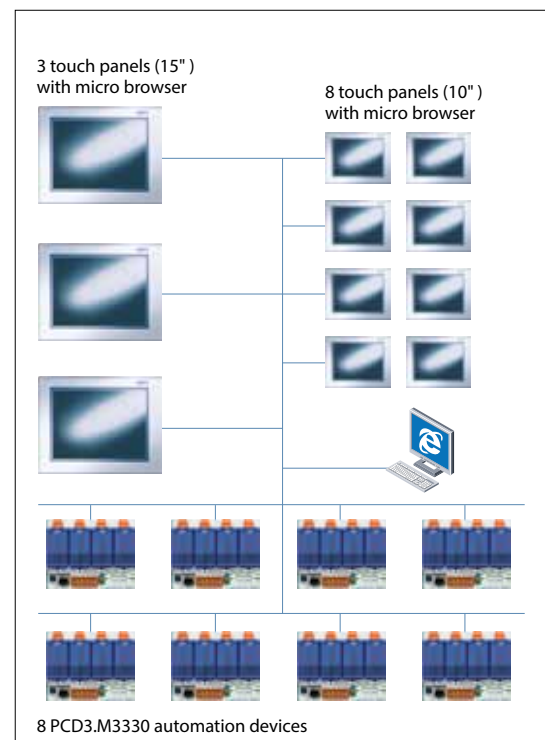 3 touch panels (15" )
with micro browser
8 touch panels (10" )
with micro browser
8 PCD3.M3330 automation devices